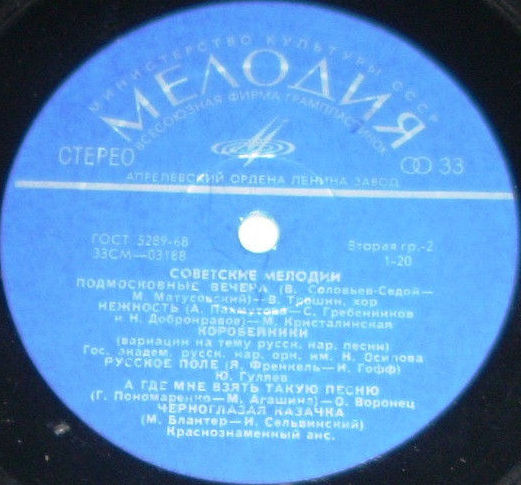 МИНИСТЕРСТВО КУЛЬТУРЫ СССР
МЕЛОДИЯ
ВСЕСОЮЗНАЯ ФИРМА ГРАМПЛАСТИНОК
СТЕРЕО
33
АПРЕЛЕВСКИЙ ОРДЕНА ЛЕНИНА ЗАВОД
ГОСТ 5289-68
Вторая гр.-2
33СМ—03188
1-20
СОВЕТСКИЕ МЕЛОДИИ
ПОДМОСКОВНЫЕ ВЕЧЕРА (В. Соловьев-Седой—
М. Матусовский)—В. Трошин, хор
НЕЖНОСТЬ (А. Пахмутова—С. Гребенников
и Н. Добронравов)—М. Кристалинская
КОРОБЕЙНИКИ
(вариации на тему русск. нар. песни)
Гос. академ. русск. нар. орк. им. Н. Осипова
РУССКОЕ ПОЛЕ (Я. Френкель—И. Гофф)
Ю. Гуляев
А ГДЕ МНЕ ВЗЯТЬ ТАКУЮ ПЕСНЮ
(Г. Пономаренко—М. Агашина)—О. Воронец
ЧЕРНОГЛАЗАЯ КАЗАЧКА
(М. Блантер—И. Сельвинский)
Краснознаменный анс.